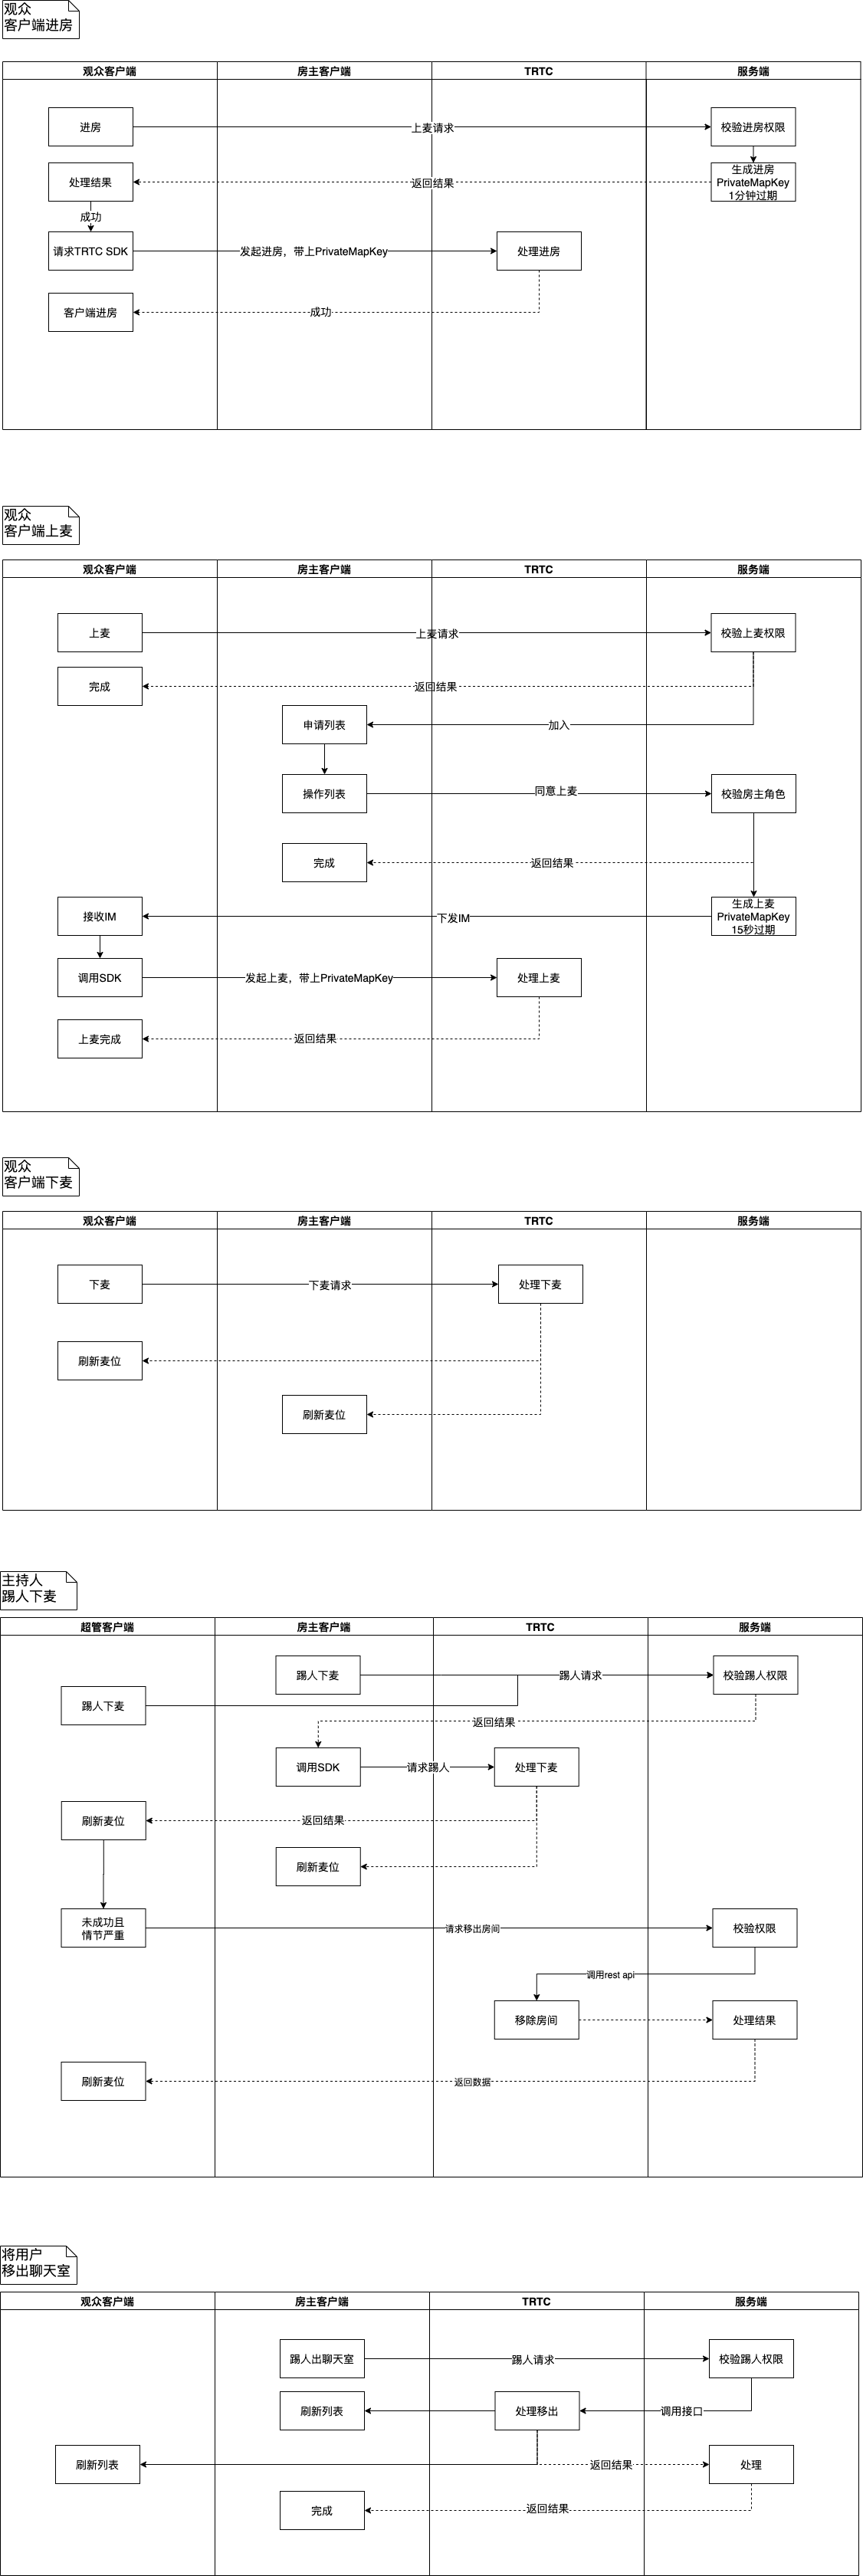 观众
客户端进房
观众客户端
房主客户端
TRTC
服务端
进房
上麦请求
校验进房权限
处理结果
返回结果
生成进房
PrivateMapKey
1分钟过期
成功
请求TRTC SDK
发起进房，带上PrivateMapKey
处理进房
客户端进房
成功
观众
客户端上麦
观众客户端
房主客户端
TRTC
服务端
上麦
上麦请求
校验上麦权限
完成
返回结果
申请列表
加入
操作列表
同意上麦
校验房主角色
完成
返回结果
接收IM
下发IM
生成上麦
PrivateMapKey
15秒过期
调用SDK
发起上麦，带上PrivateMapKey
处理上麦
上麦完成
返回结果
观众
客户端下麦
观众客户端
房主客户端
TRTC
服务端
下麦
下麦请求
处理下麦
刷新麦位
刷新麦位
主持人
踢人下麦
超管客户端
房主客户端
TRTC
服务端
踢人下麦
踢人请求
校验踢人权限
踢人下麦
返回结果
调用SDK
请求踢人
处理下麦
刷新麦位
返回结果
刷新麦位
未成功且
情节严重
请求移出房间
校验权限
调用rest api
移除房间
处理结果
刷新麦位
返回数据
将用户
移出聊天室
观众客户端
房主客户端
TRTC
服务端
踢人出聊天室
踢人请求
校验踢人权限
刷新列表
处理移出
调用接口
刷新列表
返回结果
处理
完成
返回结果